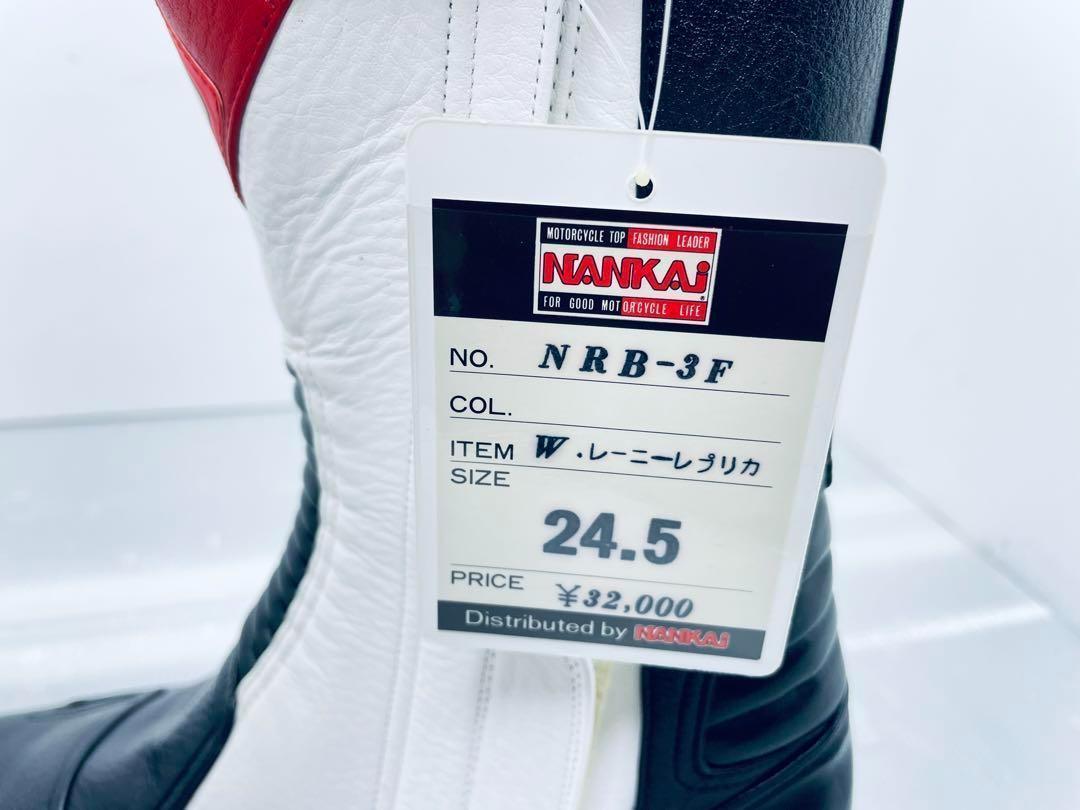 MOTORCYCLE TOP FASHION LEADER
NANKAi
®
FOR GOOD MOTORCYCLE LIFE
NO. NRB-3F
COL.
ITEM W.レーニーレプリカ
SIZE
24.5
PRICE ¥32,000
Distributed by NANKAi